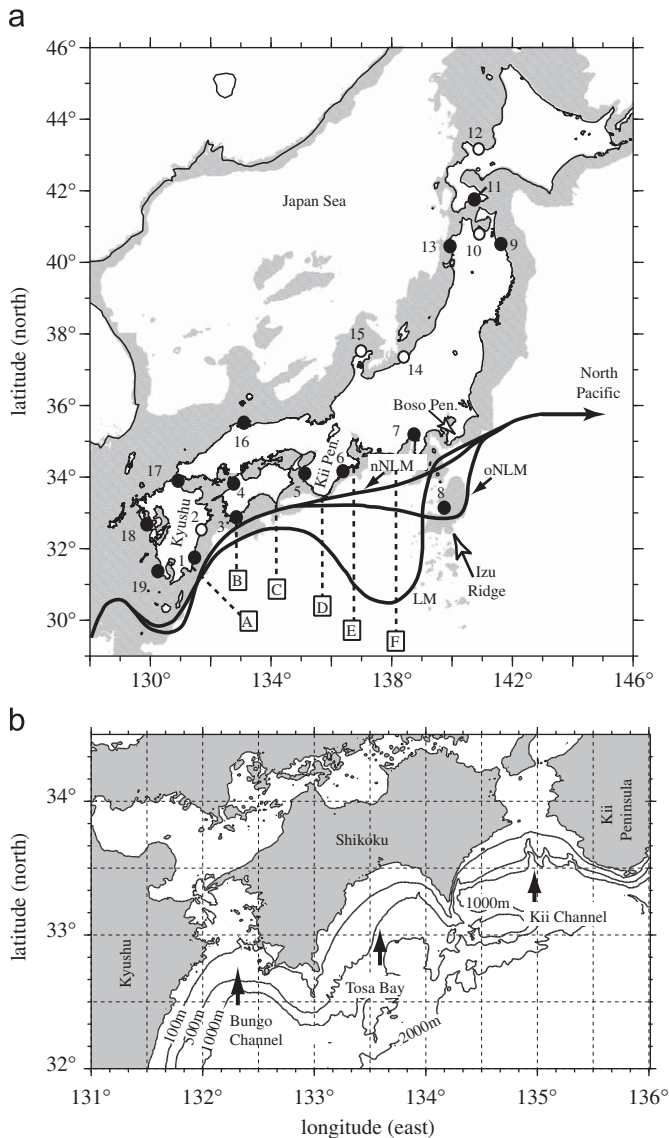 a
46°
44°
42°
40°
38°
36°
34°
32°
30°
latitude (north)
Japan Sea
12
11
10
9
13
15
14
North
Pacific
Boso Pen.
16
7
Kii Pen.
6
nNLM
17
5
4
oNLM
8
18
Kyushu
2
3
1
19
Izu
Ridge
LM
A
B
C
D
E
F
130°
134°
138°
142°
146°
b
34°
33°
32°
latitude (north)
Kii
Peninsula
Shikoku
1000m
Kii Channel
Kyushu
Tosa Bay
100m
500m
1000m
Bungo
Channel
2000m
131°
132°
133°
134°
135°
136°
longitude (east)